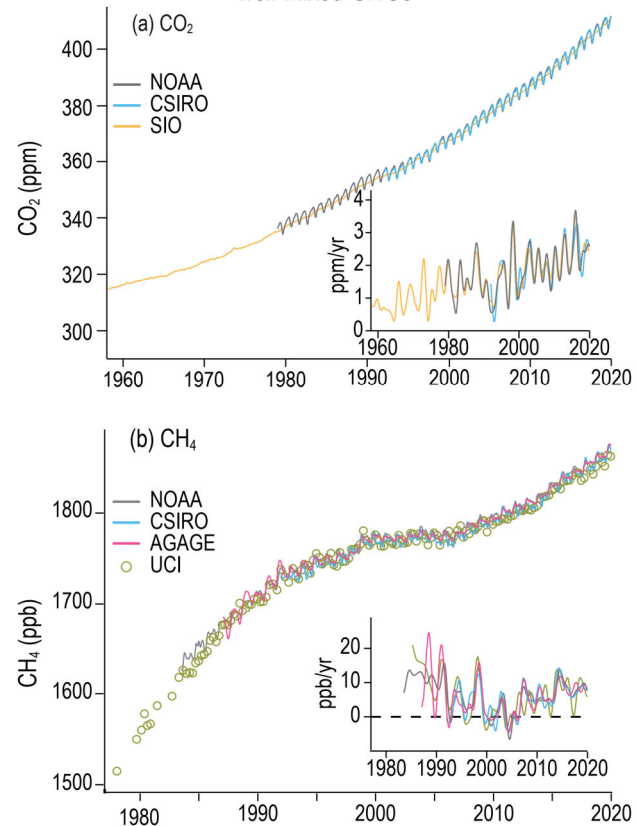 (a) CO₂
400
380
360
340
320
300
CO₂ (ppm)
NOAA
CSIRO
SIO
4
3
2
1
0
ppm/yr
1960 1980 2000 2020
1960 1970 1980 1990 2000 2010 2020
(b) CH₄
1800
1700
1600
1500
CH₄ (ppb)
NOAA
CSIRO
AGAGE
UCI
20
10
0
ppb/yr
1980 1990 2000 2010 2020
1980 1990 2000 2010 2020